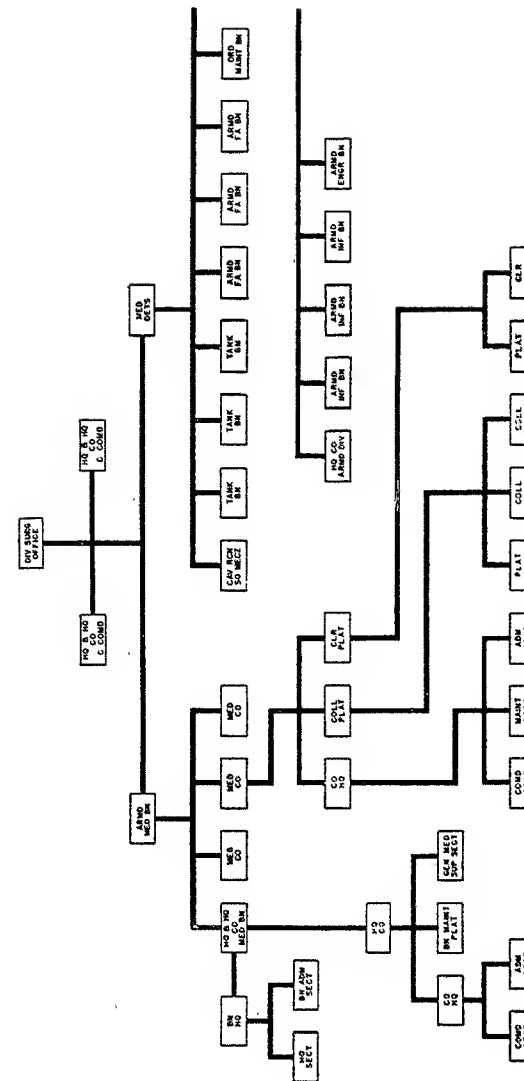 DIV SURG
OFFICE
HQ & HQ
CO
C COMD
HQ & HQ
CO
C COMD
ARMD
MED BN
MED
DETS
HQ & HQ
CO
MED BN
MED
CO
MED
CO
MED
CO
CAV RCN
SQ MECZ
TANK
BN
TANK
BN
TANK
BN
ARMD
FA BN
ARMD
FA BN
ARMD
FA BN
ORD
MAINT BN
BN
HQ
HQ
SECT
BN ADM
SECT
CO
HQ
COLL
PLAT
CLR
PLAT
HQ CO
ARMD DIV
ARMD
INF BN
ARMD
INF BN
ARMD
INF BN
ARMD
ENGR BN
HQ
CO
CO
HQ
BN MAINT
PLAT
GEN MED
SUP SECT
COMD
ADM
COMD
MAINT
ADM
PLAT
COLL
COLL
PLAT
CLR